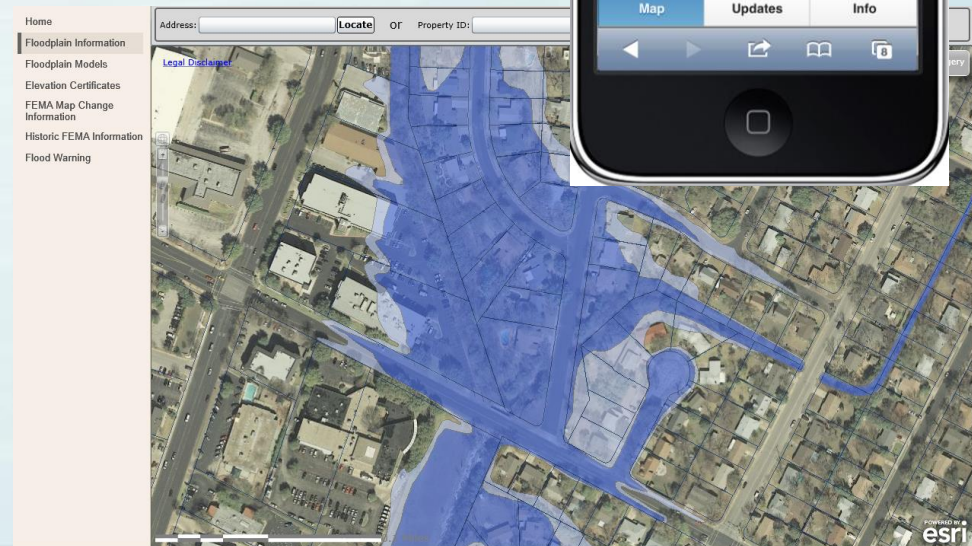 Home
Floodplain Information
Floodplain Models
Elevation Certificates
FEMA Map Change
Information
Historic FEMA Information
Flood Warning
Address: Locate or Property ID:
Legal Disclaimer
Map Updates Info
8
POWERED BY
esri